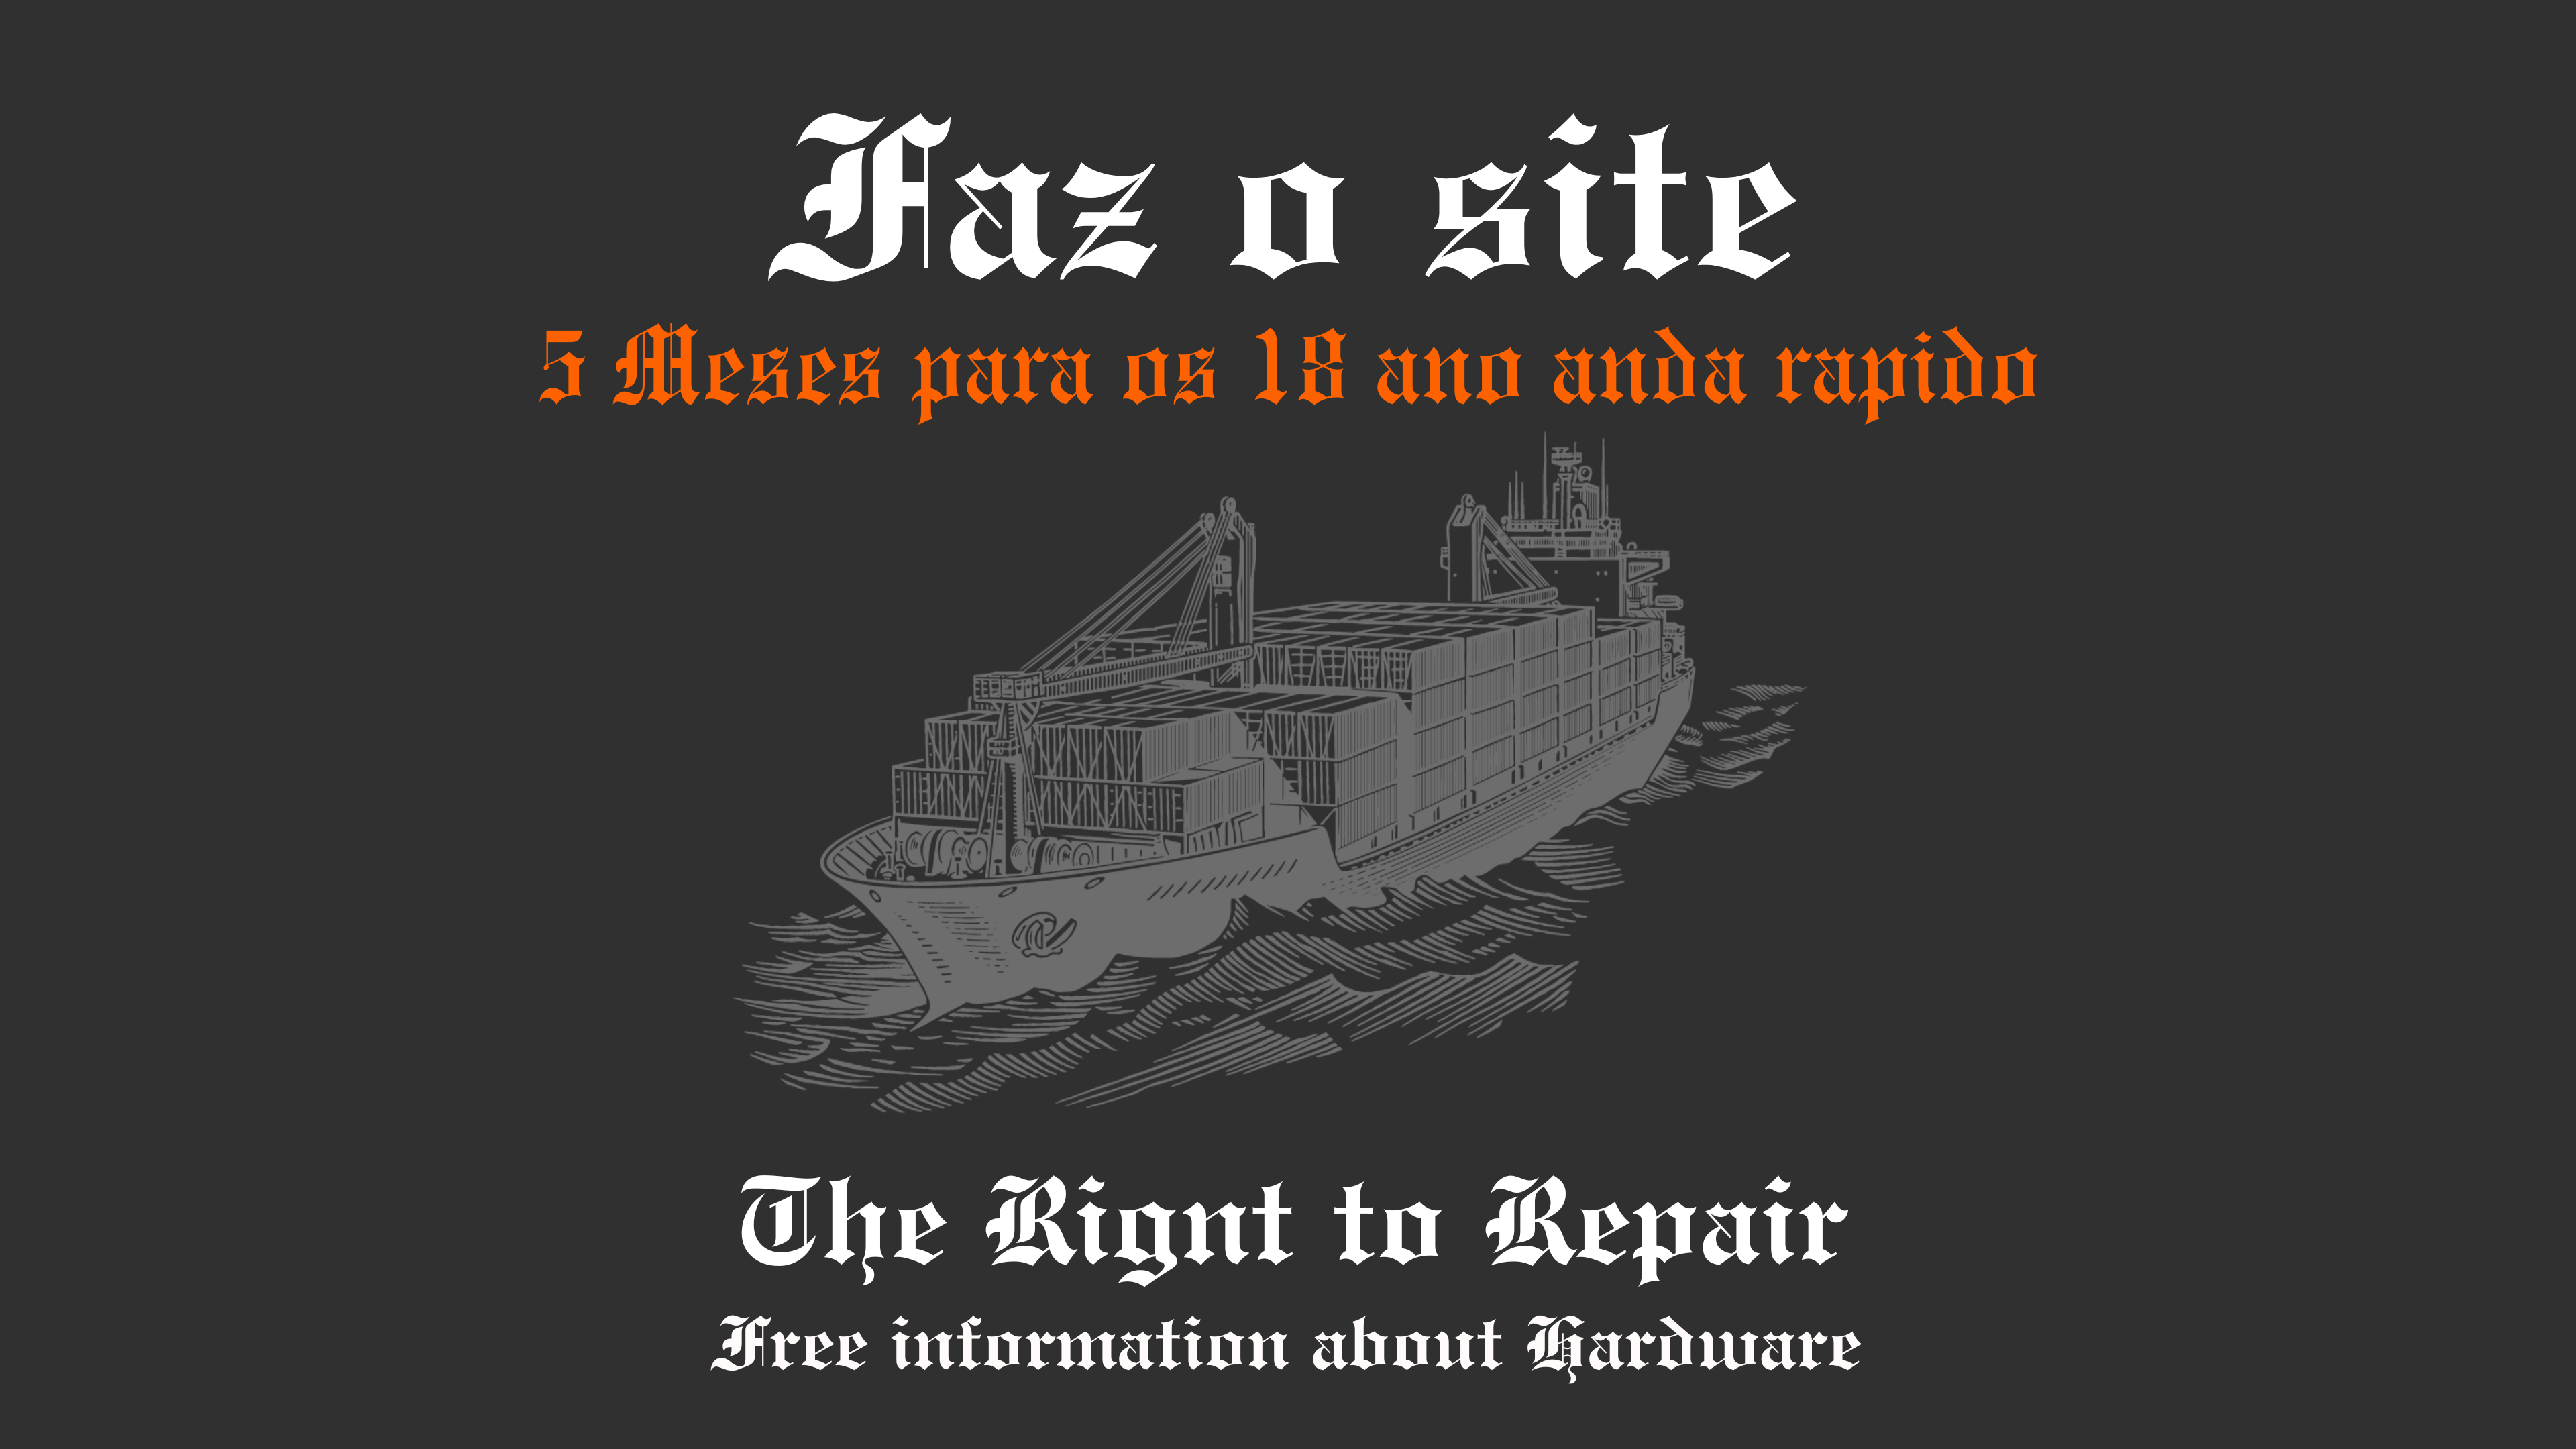 Faz o site
5 Meses para os 18 ano anda rapido
The Rignt to Repair
Free information about Hardware